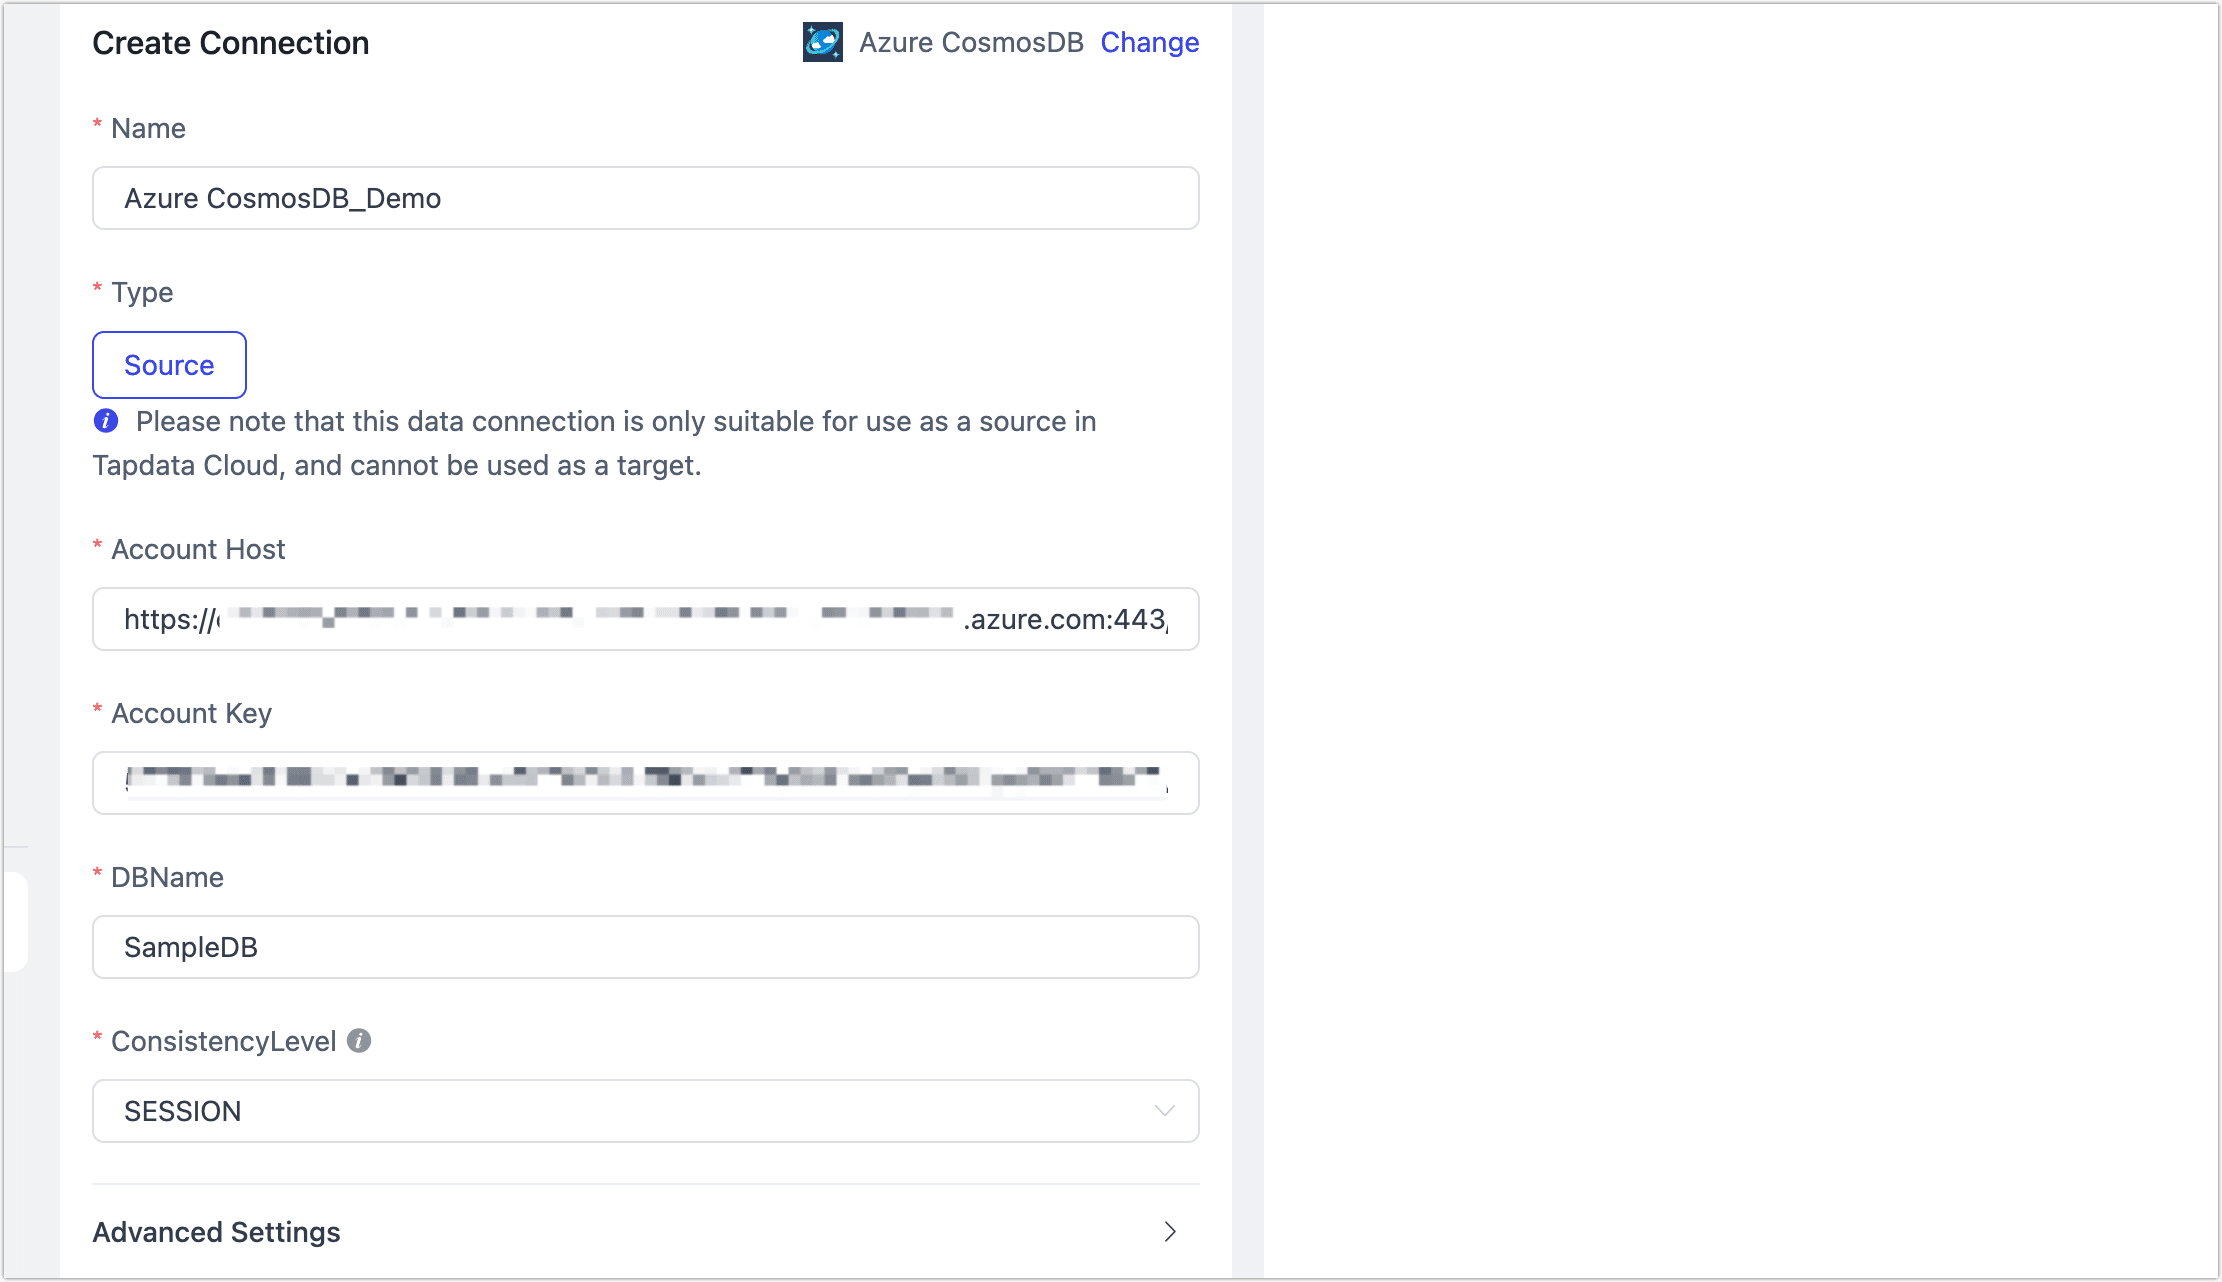 Create Connection
Azure CosmosDB Change
* Name
Azure CosmosDB_Demo
* Type
Source
Please note that this data connection is only suitable for use as a source in
Tapdata Cloud, and cannot be used as a target.
* Account Host
https:// .azure.com:443
* Account Key
* DBName
SampleDB
* ConsistencyLevel
SESSION
Advanced Settings